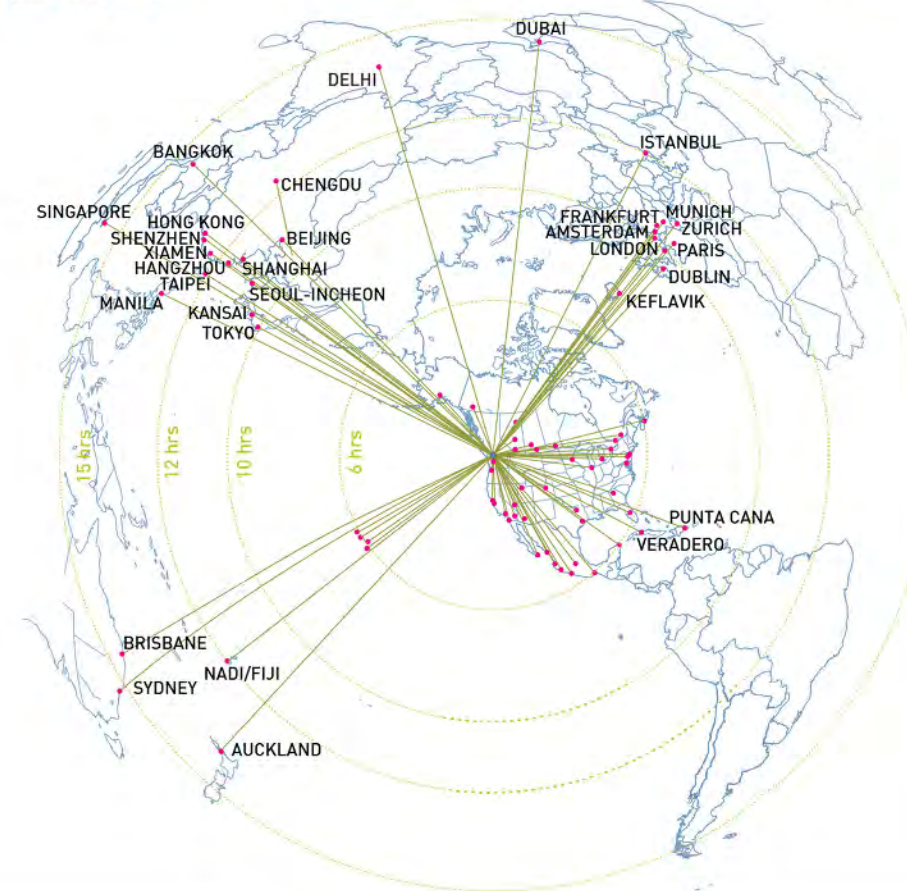 DUBAI
DELHI
ISTANBUL
BANGKOK
CHENGDU
SINGAPORE
HONG KONG
SHENZHEN
XIAMEN
HANGZHOU
TAIPEI
MANILA
BEIJING
SHANGHAI
SEOUL-INCHEON
KANSAI
TOKYO
FRANKFURT
MUNICH
AMSTERDAM
ZURICH
LONDON
PARIS
DUBLIN
KEFLAVIK
15 hrs
12 hrs
10 hrs
6 hrs
PUNTA CANA
VERADERO
BRISBANE
NADI/FIJI
SYDNEY
AUCKLAND